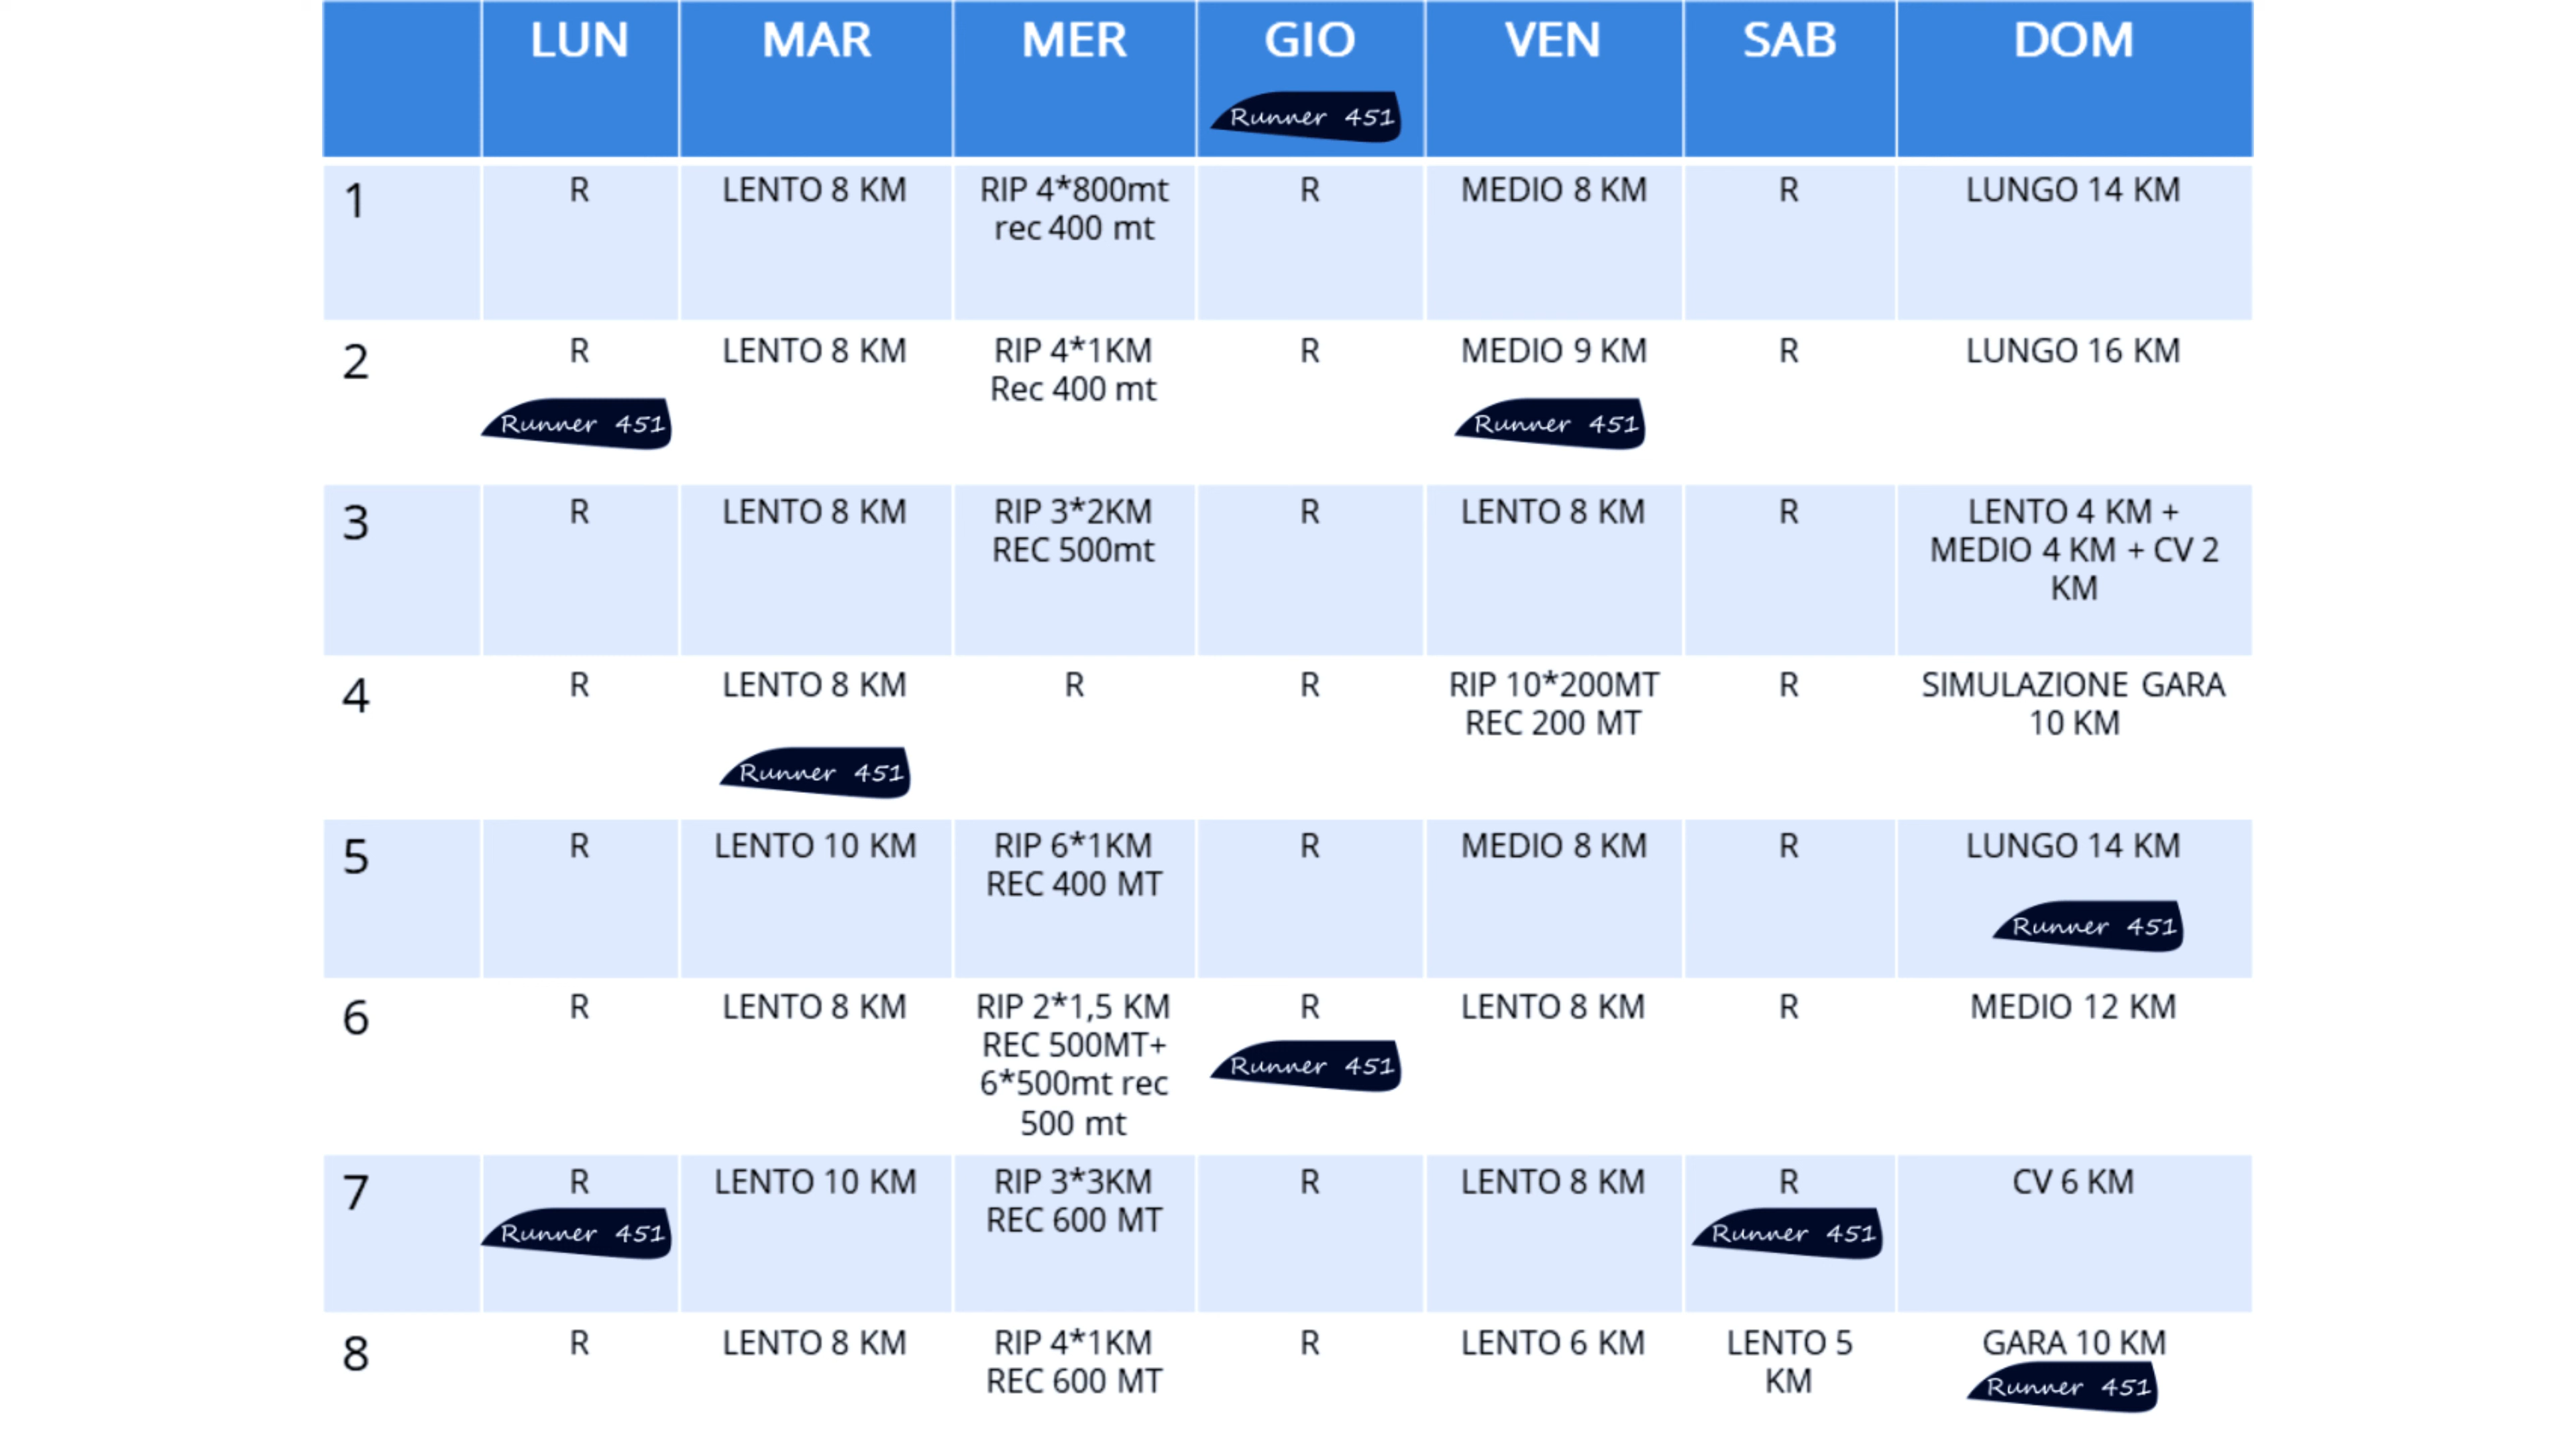 LUN MAR MER GIO VEN SAB DOM
Runner 451
1 R LENTO 8 KM RIP 4*800mt R MEDIO 8 KM R LUNGO 14 KM
rec 400 mt
2 R LENTO 8 KM RIP 4*1KM R MEDIO 9 KM R LUNGO 16 KM
Rec 400 mt
Runner 451 Runner 451
3 R LENTO 8 KM RIP 3*2KM R LENTO 8 KM R LENTO 4 KM +
REC 500mt MEDIO 4 KM + CV 2
KM
4 R LENTO 8 KM R R RIP 10*200MT R SIMULAZIONE GARA
REC 200 MT 10 KM
Runner 451
5 R LENTO 10 KM RIP 6*1KM R MEDIO 8 KM R LUNGO 14 KM
REC 400 MT
Runner 451
6 R LENTO 8 KM RIP 2*1,5 KM R LENTO 8 KM R MEDIO 12 KM
REC 500MT+
Runner 451
6*500mt rec
500 mt
7 R LENTO 10 KM RIP 3*3KM R LENTO 8 KM R CV 6 KM
REC 600 MT
Runner 451 Runner 451
8 R LENTO 8 KM RIP 4*1KM R LENTO 6 KM LENTO 5 GARA 10 KM
REC 600 MT KM
Runner 451